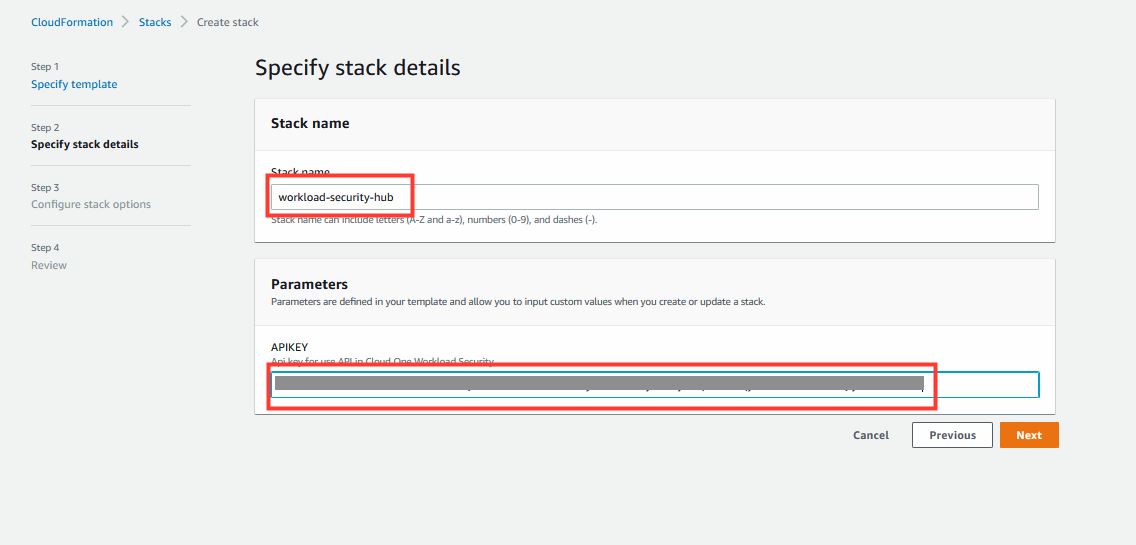 CloudFormation > Stacks > Create stack
Step 1
Specify template
Step 2
Specify stack details
Step 3
Configure stack options
Step 4
Review
Specify stack details
Stack name
Stack name
workload-security-hub
Stack name can include letters (A-Z and a-z), numbers (0-9), and dashes (-).
Parameters
Parameters are defined in your template and allow you to input custom values when you create or update a stack.
APIKEY
Api key for use API in Cloud One Workload Security
Cancel
Previous
Next